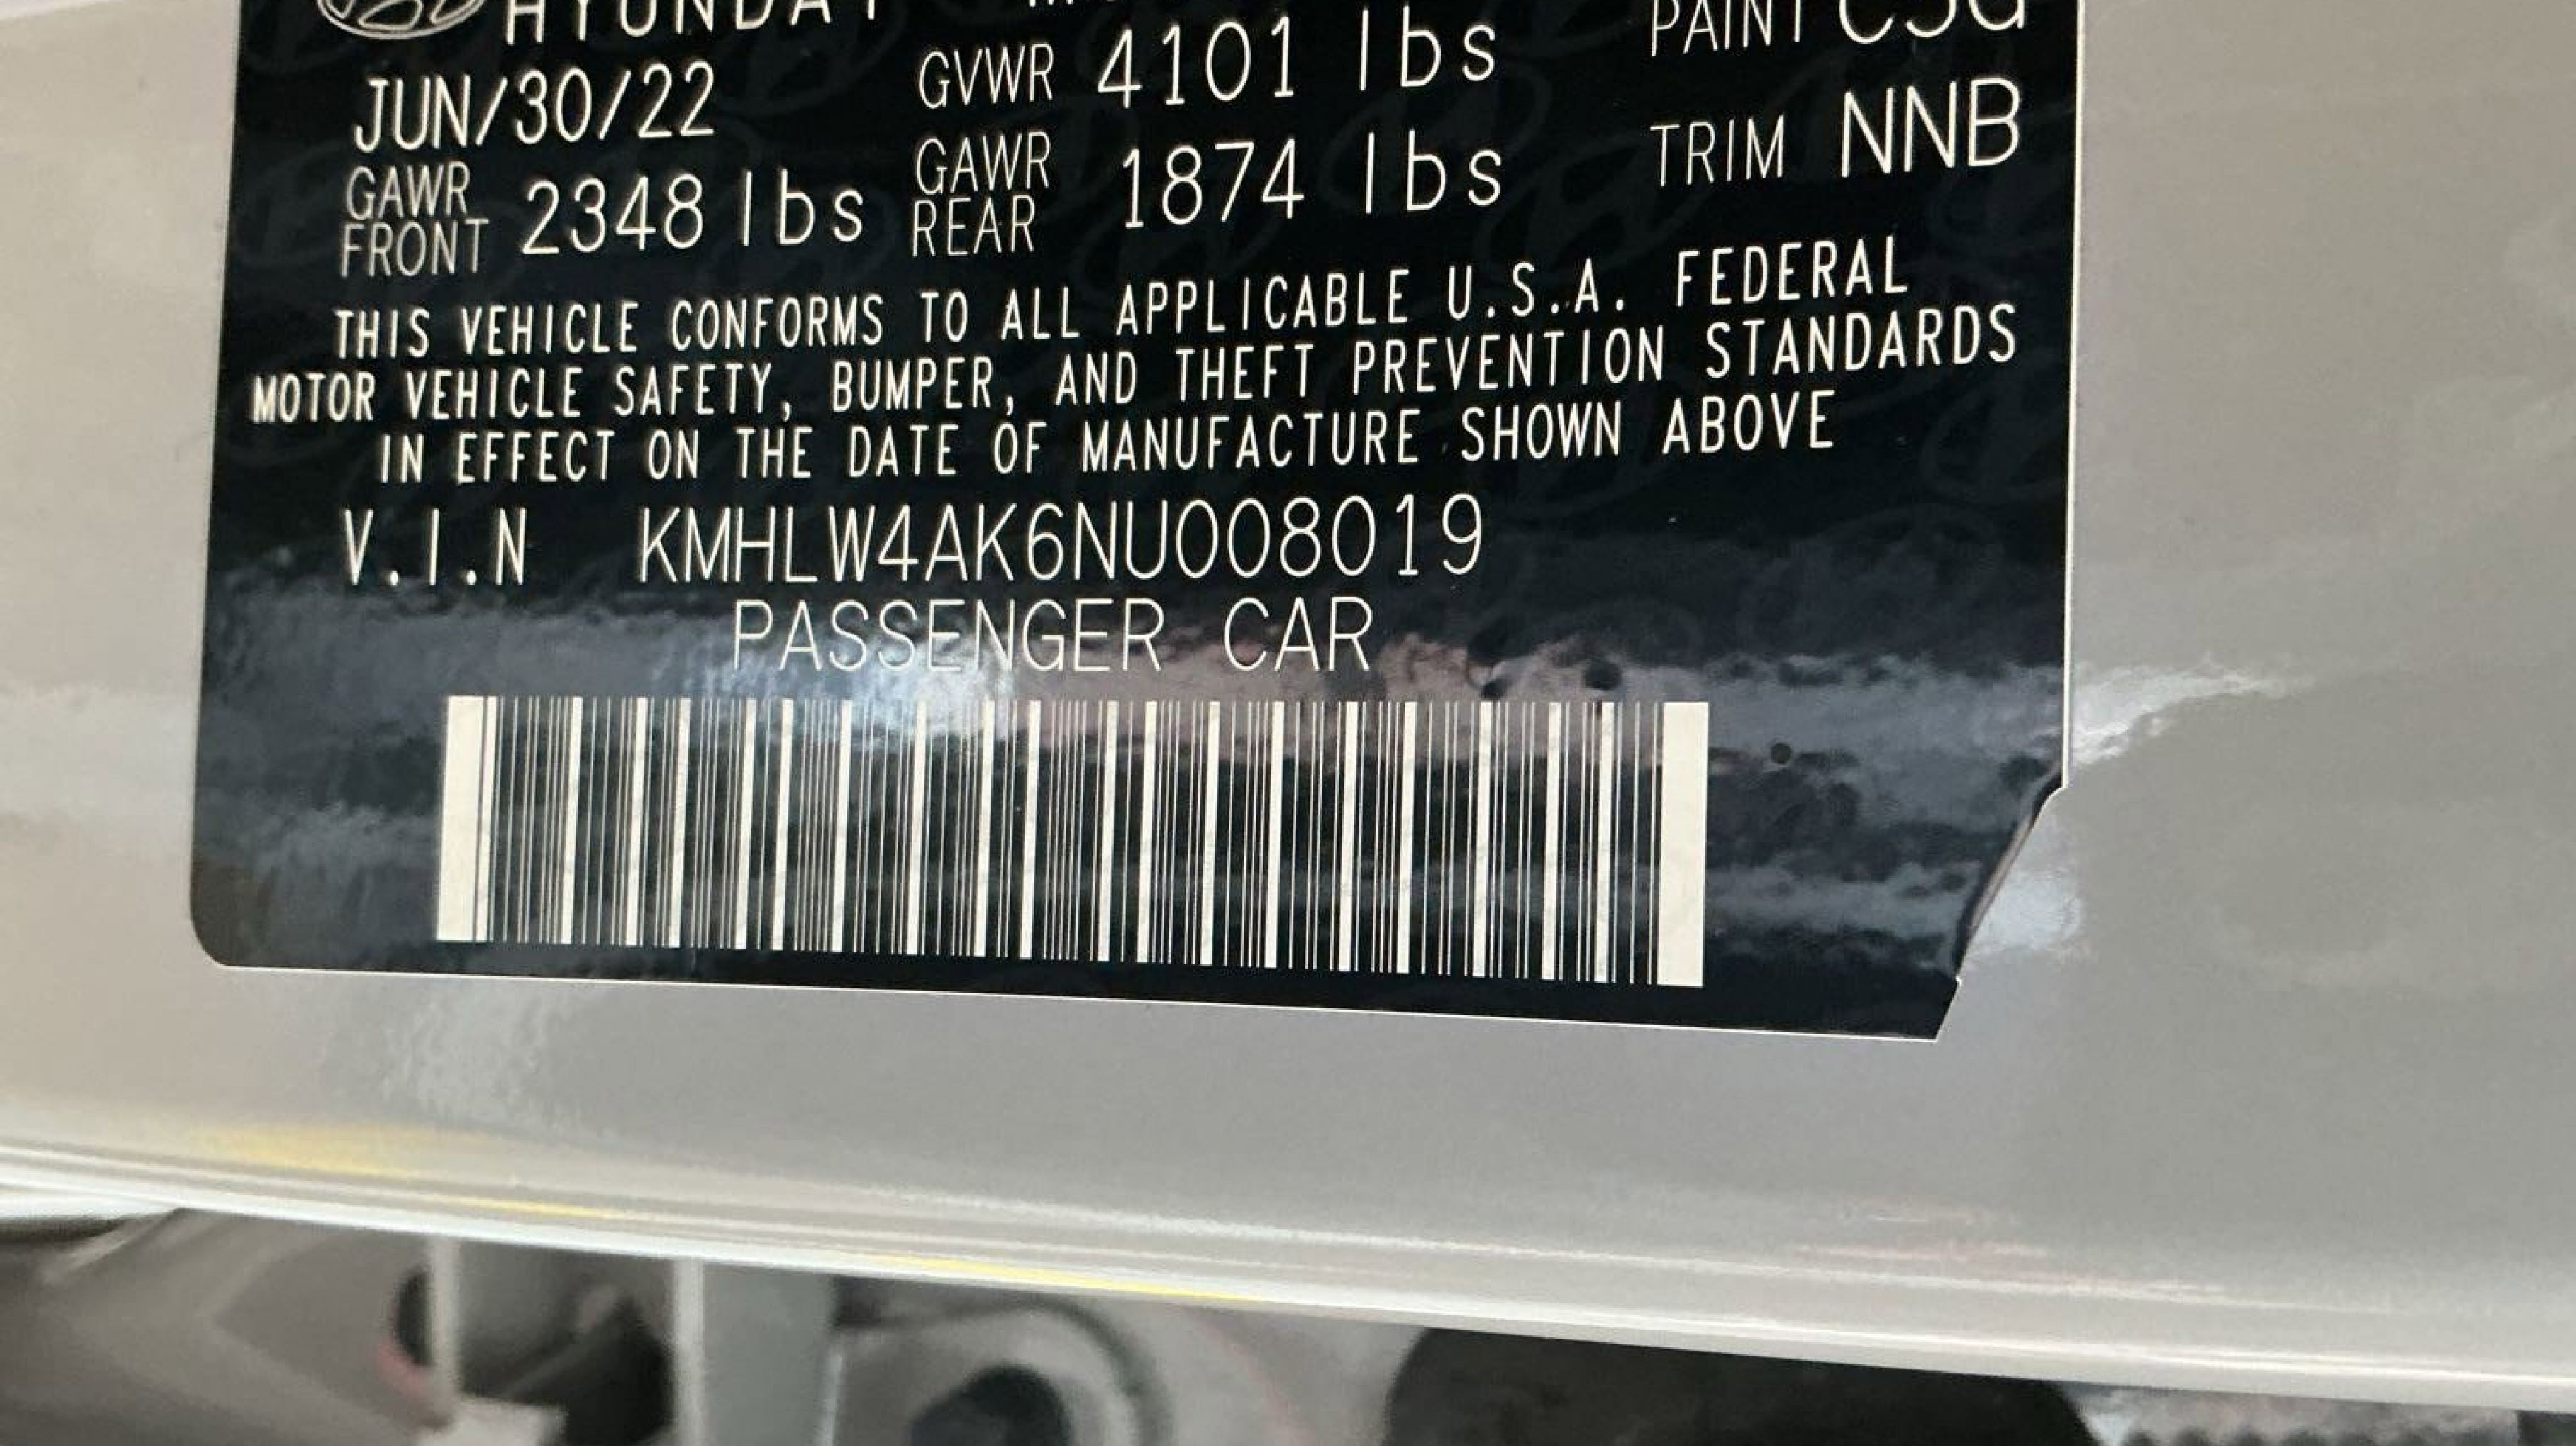 HYUNDAI
JUN/30/22 GVWR 4101 lbs PAINT C5G
GAWR FRONT 2348 lbs GAWR REAR 1874 lbs TRIM NNB
THIS VEHICLE CONFORMS TO ALL APPLICABLE U.S.A. FEDERAL
MOTOR VEHICLE SAFETY, BUMPER, AND THEFT PREVENTION STANDARDS
IN EFFECT ON THE DATE OF MANUFACTURE SHOWN ABOVE
V.I.N KMHLW4AK6NU008019
PASSENGER CAR